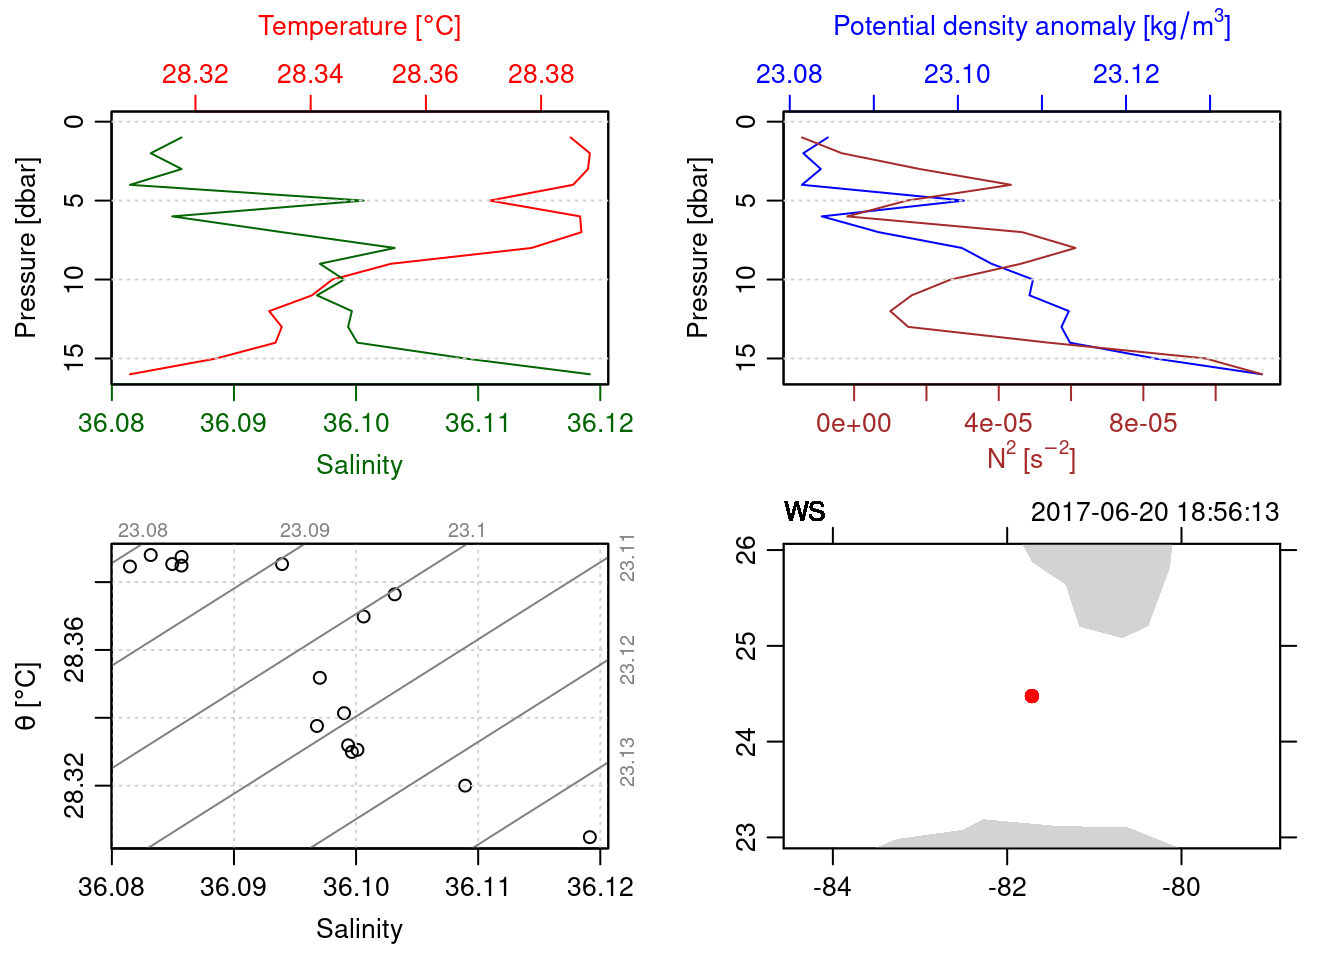 Temperature [°C]
28.32 28.34 28.36 28.38
Pressure [dbar]
0
5
10
15
36.08 36.09 36.10 36.11 36.12
Salinity
Potential density anomaly [kg/m³]
23.08 23.10 23.12
Pressure [dbar]
0
5
10
15
0e+00 4e-05 8e-05
N² [s⁻²]
23.08 23.09 23.1
23.11
23.12
23.13
θ [°C]
28.36
28.32
36.08 36.09 36.10 36.11 36.12
Salinity
WS 2017-06-20 18:56:13
26
25
24
23
-84 -82 -80